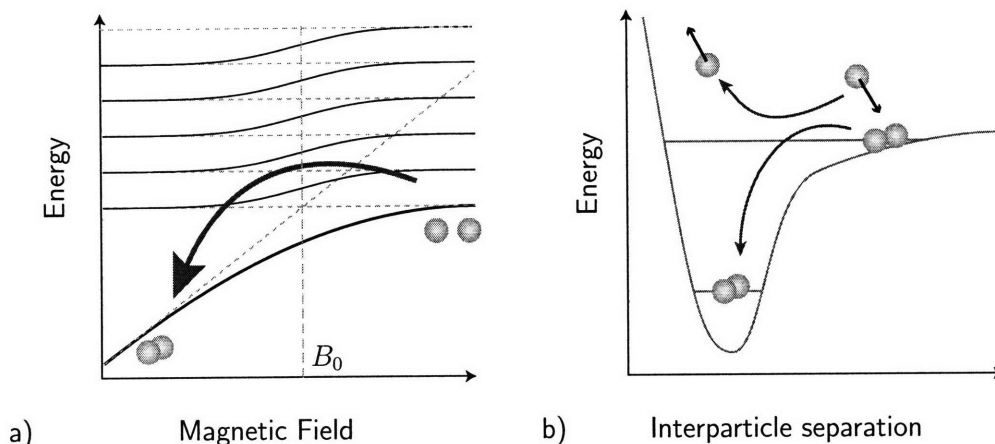 Energy
B₀
a) Magnetic Field
Energy
b) Interparticle separation